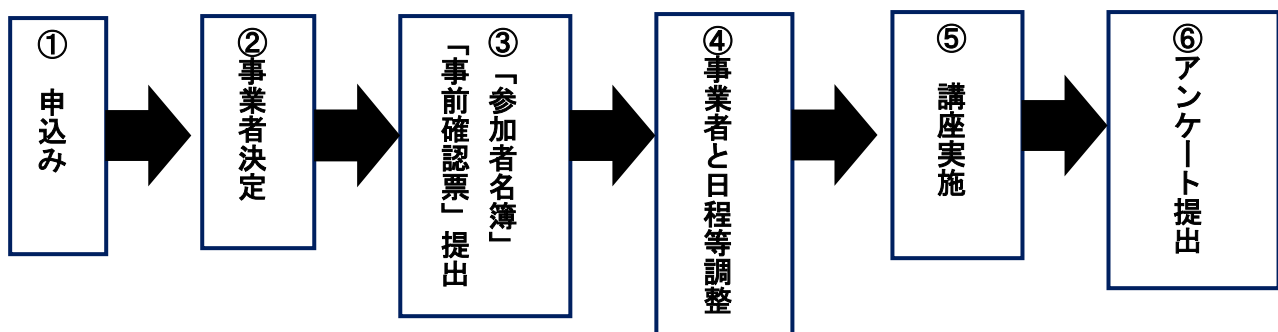 ① 申込み
②事業者決定
③「参加者名簿」
「事前確認票」提出
④事業者と日程等調整
⑤ 講座実施
⑥アンケート提出